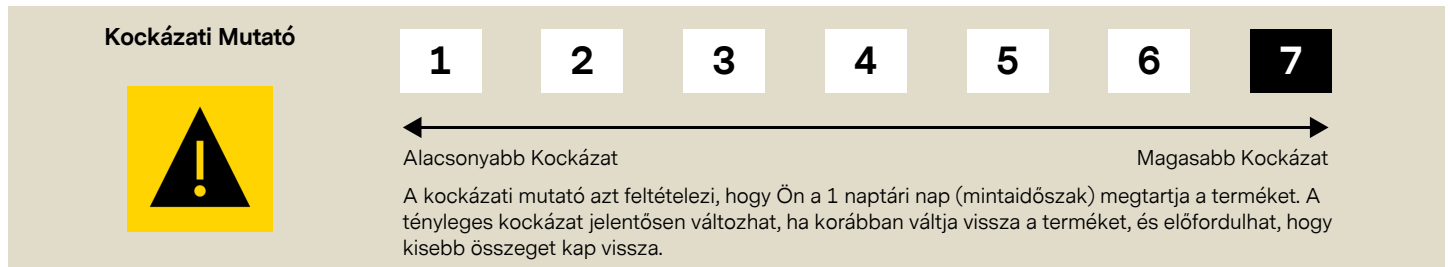 Kockázati Mutató
1 2 3 4 5 6 7
Alacsonyabb Kockázat Magasabb Kockázat
A kockázati mutató azt feltételezi, hogy Ön a 1 naptári nap (mintaidőszak) megtartja a terméket. A
tényleges kockázat jelentősen változhat, ha korábban váltja vissza a terméket, és előfordulhat, hogy
kisebb összeget kap vissza.